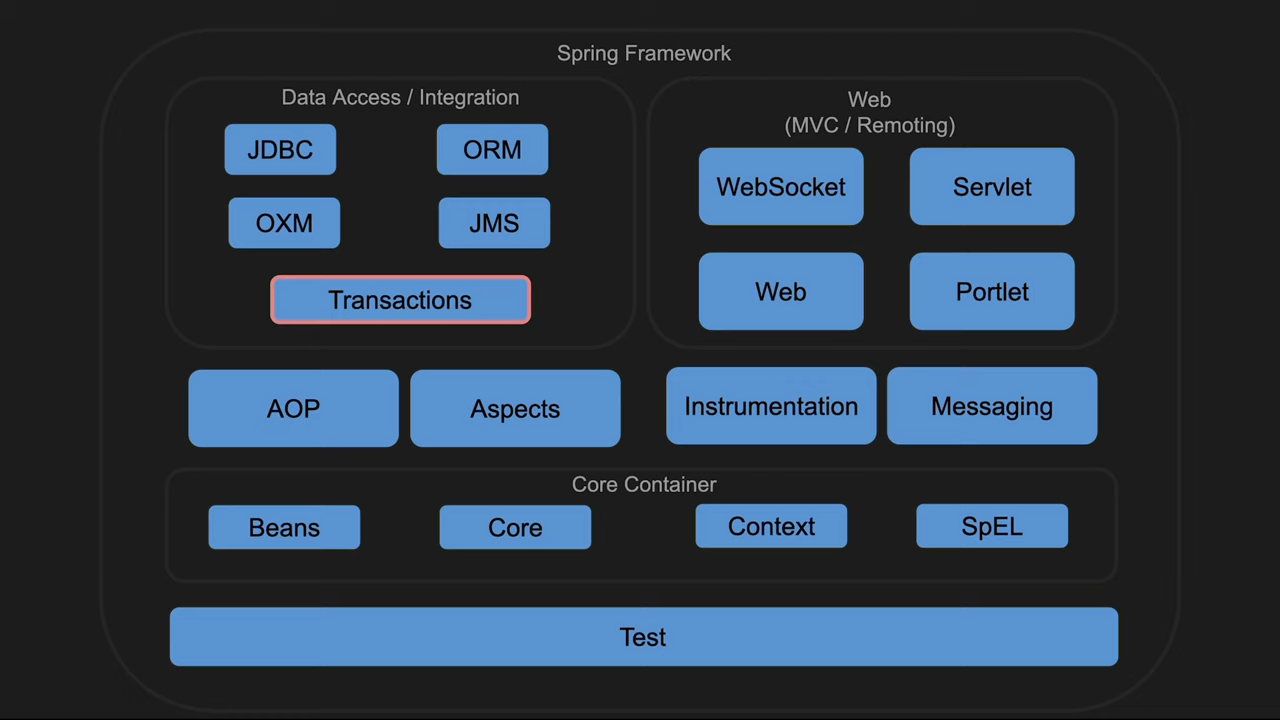 Spring Framework
Data Access / Integration
JDBC
ORM
OXM
JMS
Transactions
Web
(MVC / Remoting)
WebSocket
Servlet
Web
Portlet
AOP
Aspects
Instrumentation
Messaging
Core Container
Beans
Core
Context
SpEL
Test